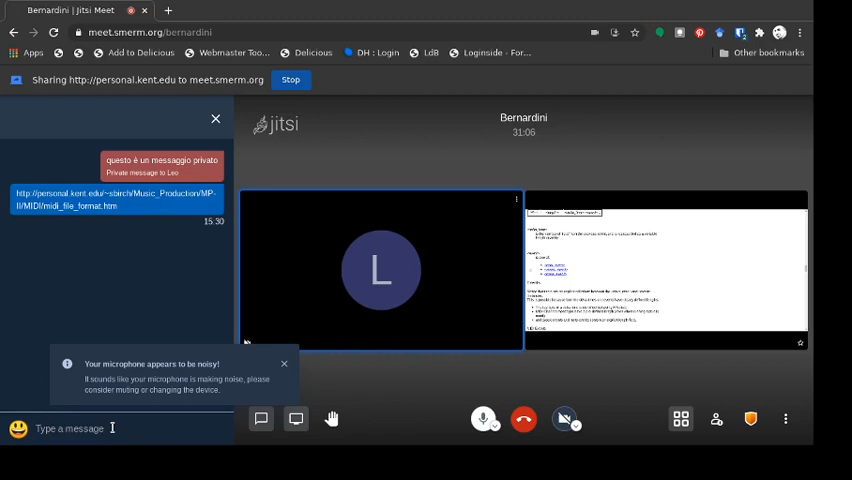 Bernardini | Jitsi Meet
meet.smerm.org/bernardini
Apps
Add to Delicious
Webmaster Too...
Delicious
DH : Login
LdB
Loginside - For...
Other bookmarks
Sharing http://personal.kent.edu to meet.smerm.org
Stop
questo è un messaggio privato
Private message to Leo
http://personal.kent.edu/~sbirch/Music_Production/MP-
II/MIDI/midi_file_format.htm
15.30
jitsi
Bernardini
31:06
L
Your microphone appears to be noisy!
It sounds like your microphone is making noise, please
consider muting or changing the device.
Type a message